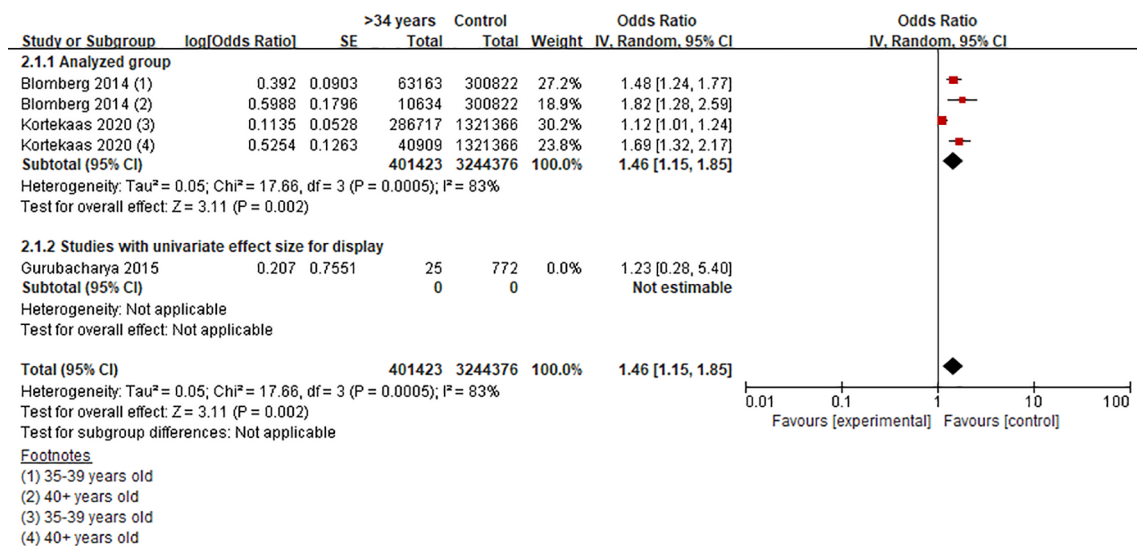 >34 years Control Odds Ratio Odds Ratio
Study or Subgroup log[Odds Ratio] SE Total Total Weight IV, Random, 95% CI IV, Random, 95% CI
2.1.1 Analyzed group
Blomberg 2014 (1) 0.392 0.0903 63163 300822 27.2% 1.48 [1.24, 1.77]
Blomberg 2014 (2) 0.5988 0.1796 10634 300822 18.9% 1.82 [1.28, 2.59]
Kortekaas 2020 (3) 0.1135 0.0528 286717 1321366 30.2% 1.12 [1.01, 1.24]
Kortekaas 2020 (4) 0.5254 0.1263 40909 1321366 23.8% 1.69 [1.32, 2.17]
Subtotal (95% CI) 401423 3244376 100.0% 1.46 [1.15, 1.85]
Heterogeneity: Tau² = 0.05; Chi² = 17.66, df = 3 (P = 0.0005); I² = 83%
Test for overall effect: Z = 3.11 (P = 0.002)
2.1.2 Studies with univariate effect size for display
Gurubacharya 2015 0.207 0.7551 25 772 0.0% 1.23 [0.28, 5.40]
Subtotal (95% CI) 0 0 Not estimable
Heterogeneity: Not applicable
Test for overall effect: Not applicable
Total (95% CI) 401423 3244376 100.0% 1.46 [1.15, 1.85]
Heterogeneity: Tau² = 0.05; Chi² = 17.66, df = 3 (P = 0.0005); I² = 83%
Test for overall effect: Z = 3.11 (P = 0.002)
Test for subgroup differences: Not applicable
0.01 0.1 1 10 100
Favours [experimental] Favours [control]
Footnotes
(1) 35-39 years old
(2) 40+ years old
(3) 35-39 years old
(4) 40+ years old